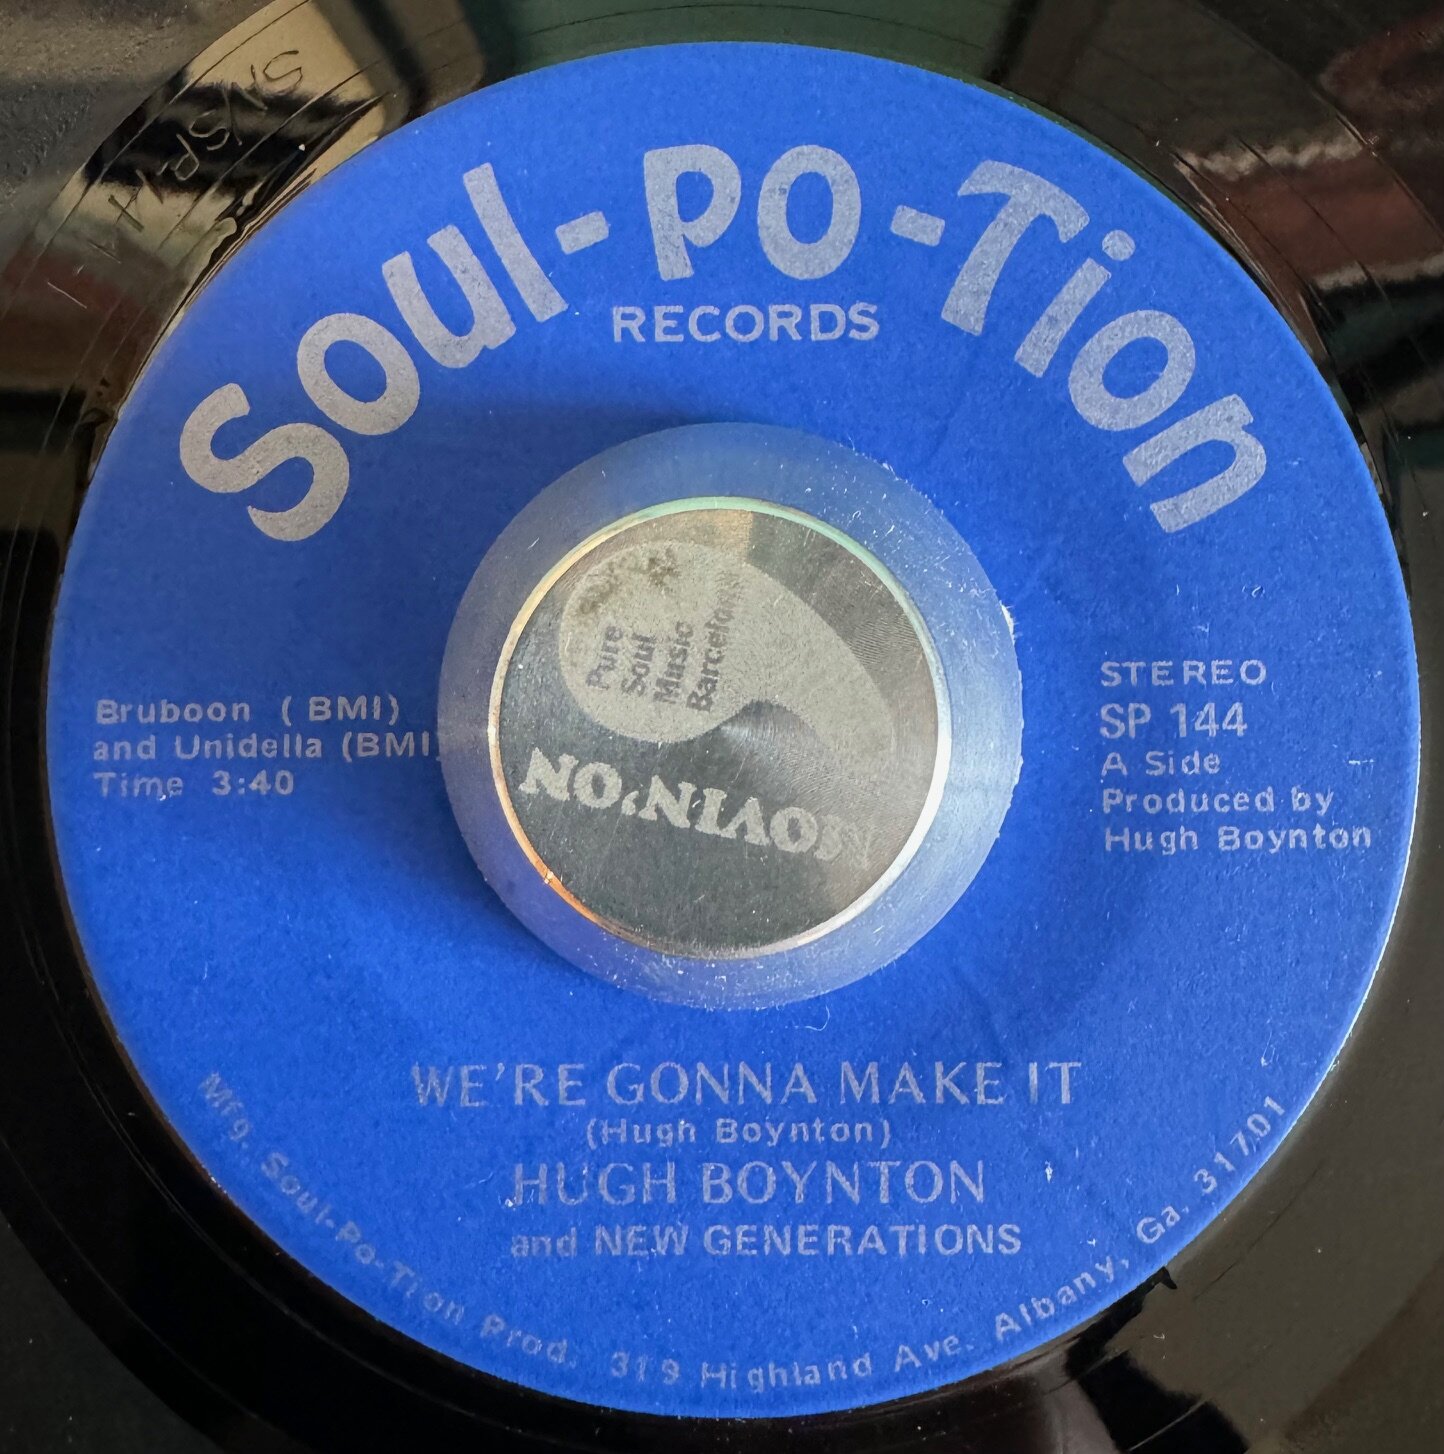 Soul-Po-Tion
RECORDS
Bruboon (BMI)
and Unidella (BMI
Time 3:40
STEREO
SP 144
A Side
Produced by
Hugh Boynton
Pure
Soul
Music
Barcelona
MOVIN'ON
WE'RE GONNA MAKE IT
(Hugh Boynton)
HUGH BOYNTON
and NEW GENERATIONS
Mfg. Soul-Po-Tion Prod. 319 Highland Ave. Albany, Ga. 31701